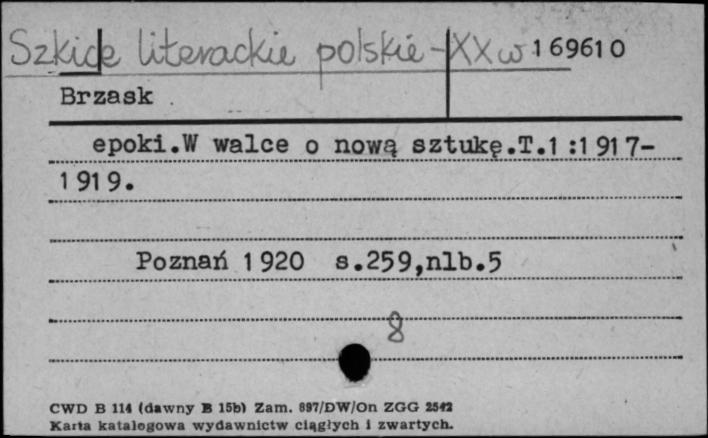 Szkice literackie polskie - XX w 169610
Brzask
epoki.W walce o nową sztukę.T.1:1917-
1919.
Poznań 1920 s.259,nlb.5
8
CWD B 114 (dawny B 15b) Zam. 897/DW/On ZGG 2542
Karta katalogowa wydawnictw ciągłych i zwartych.